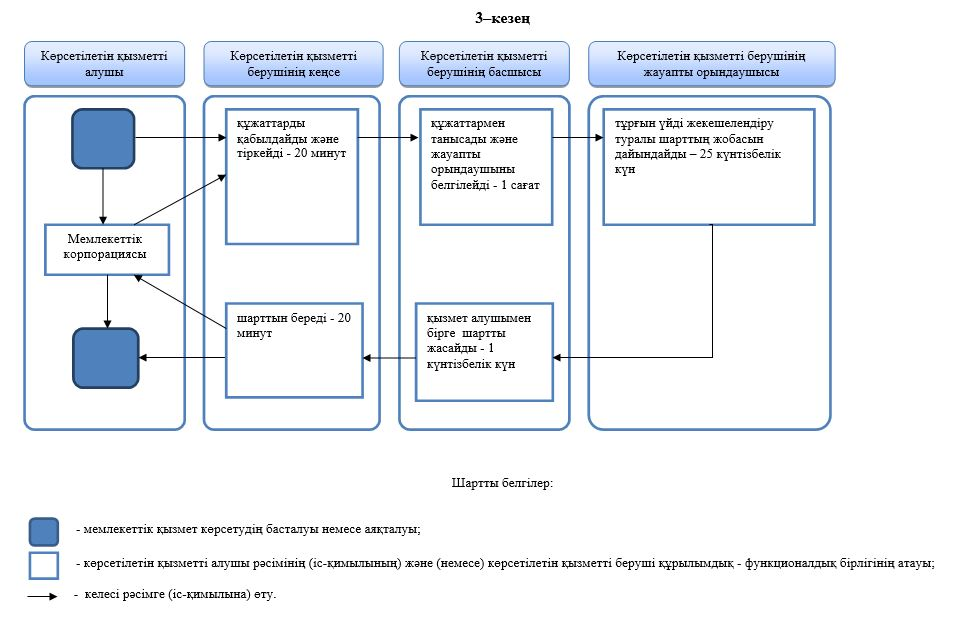 3–кезең
Көрсетілетін қызметті
алушы
Көрсетілетін қызметті
берушінің кеңсе
Көрсетілетін қызметті
берушінің басшысы
Көрсетілетін қызметті берушінің
жауапты орындаушысы
құжаттарды
қабылдайды және
тіркейді - 20 минут
құжаттармен
танысады және
жауапты
орындаушыны
белгілейді - 1 сағат
тұрғын үйді жекешелендіру
туралы шарттың жобасын
дайындайды – 25 күнтізбелік
күн
Мемлекеттік
корпорациясы
шарттын береді - 20
минут
қызмет алушымен
бірге шартты
жасайды - 1
күнтізбелік күн
Шартты белгілер:
- мемлекеттік қызмет көрсетудің басталуы немесе аяқталуы;
- көрсетілетін қызметті алушы рәсімінің (іс-қимылының) және (немесе) көрсетілетін қызметті беруші құрылымдық - функционалдық бірлігінің атауы;
- келесі рәсімге (іс-қимылына) өту.